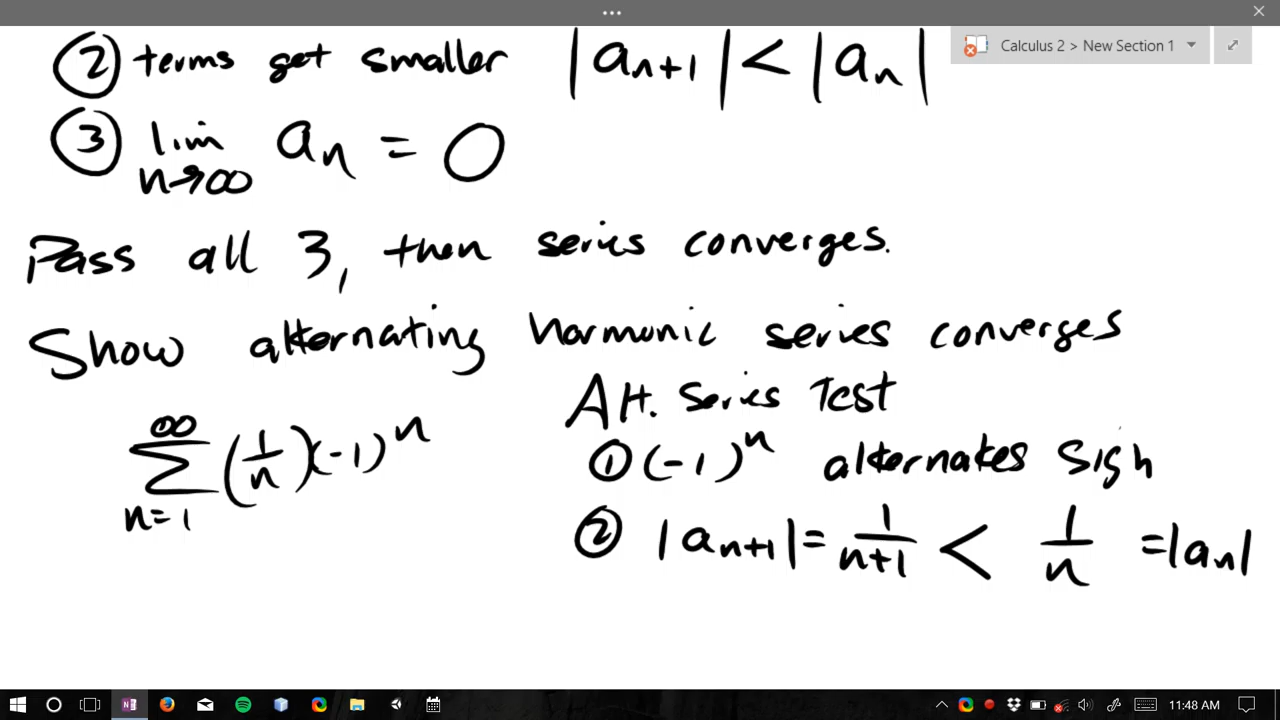 Calculus 2 > New Section 1
② terms get smaller |aₙ₊₁| < |aₙ|
③ lim n→∞ aₙ = 0
Pass all 3, then series converges.
Show alternating harmonic series converges
Alt. Series Test
∑ n=1 ∞ (1/n)(-1)ⁿ
① (-1)ⁿ alternates sign
② |aₙ₊₁| = 1/(n+1) < 1/n = |aₙ|
11:48 AM